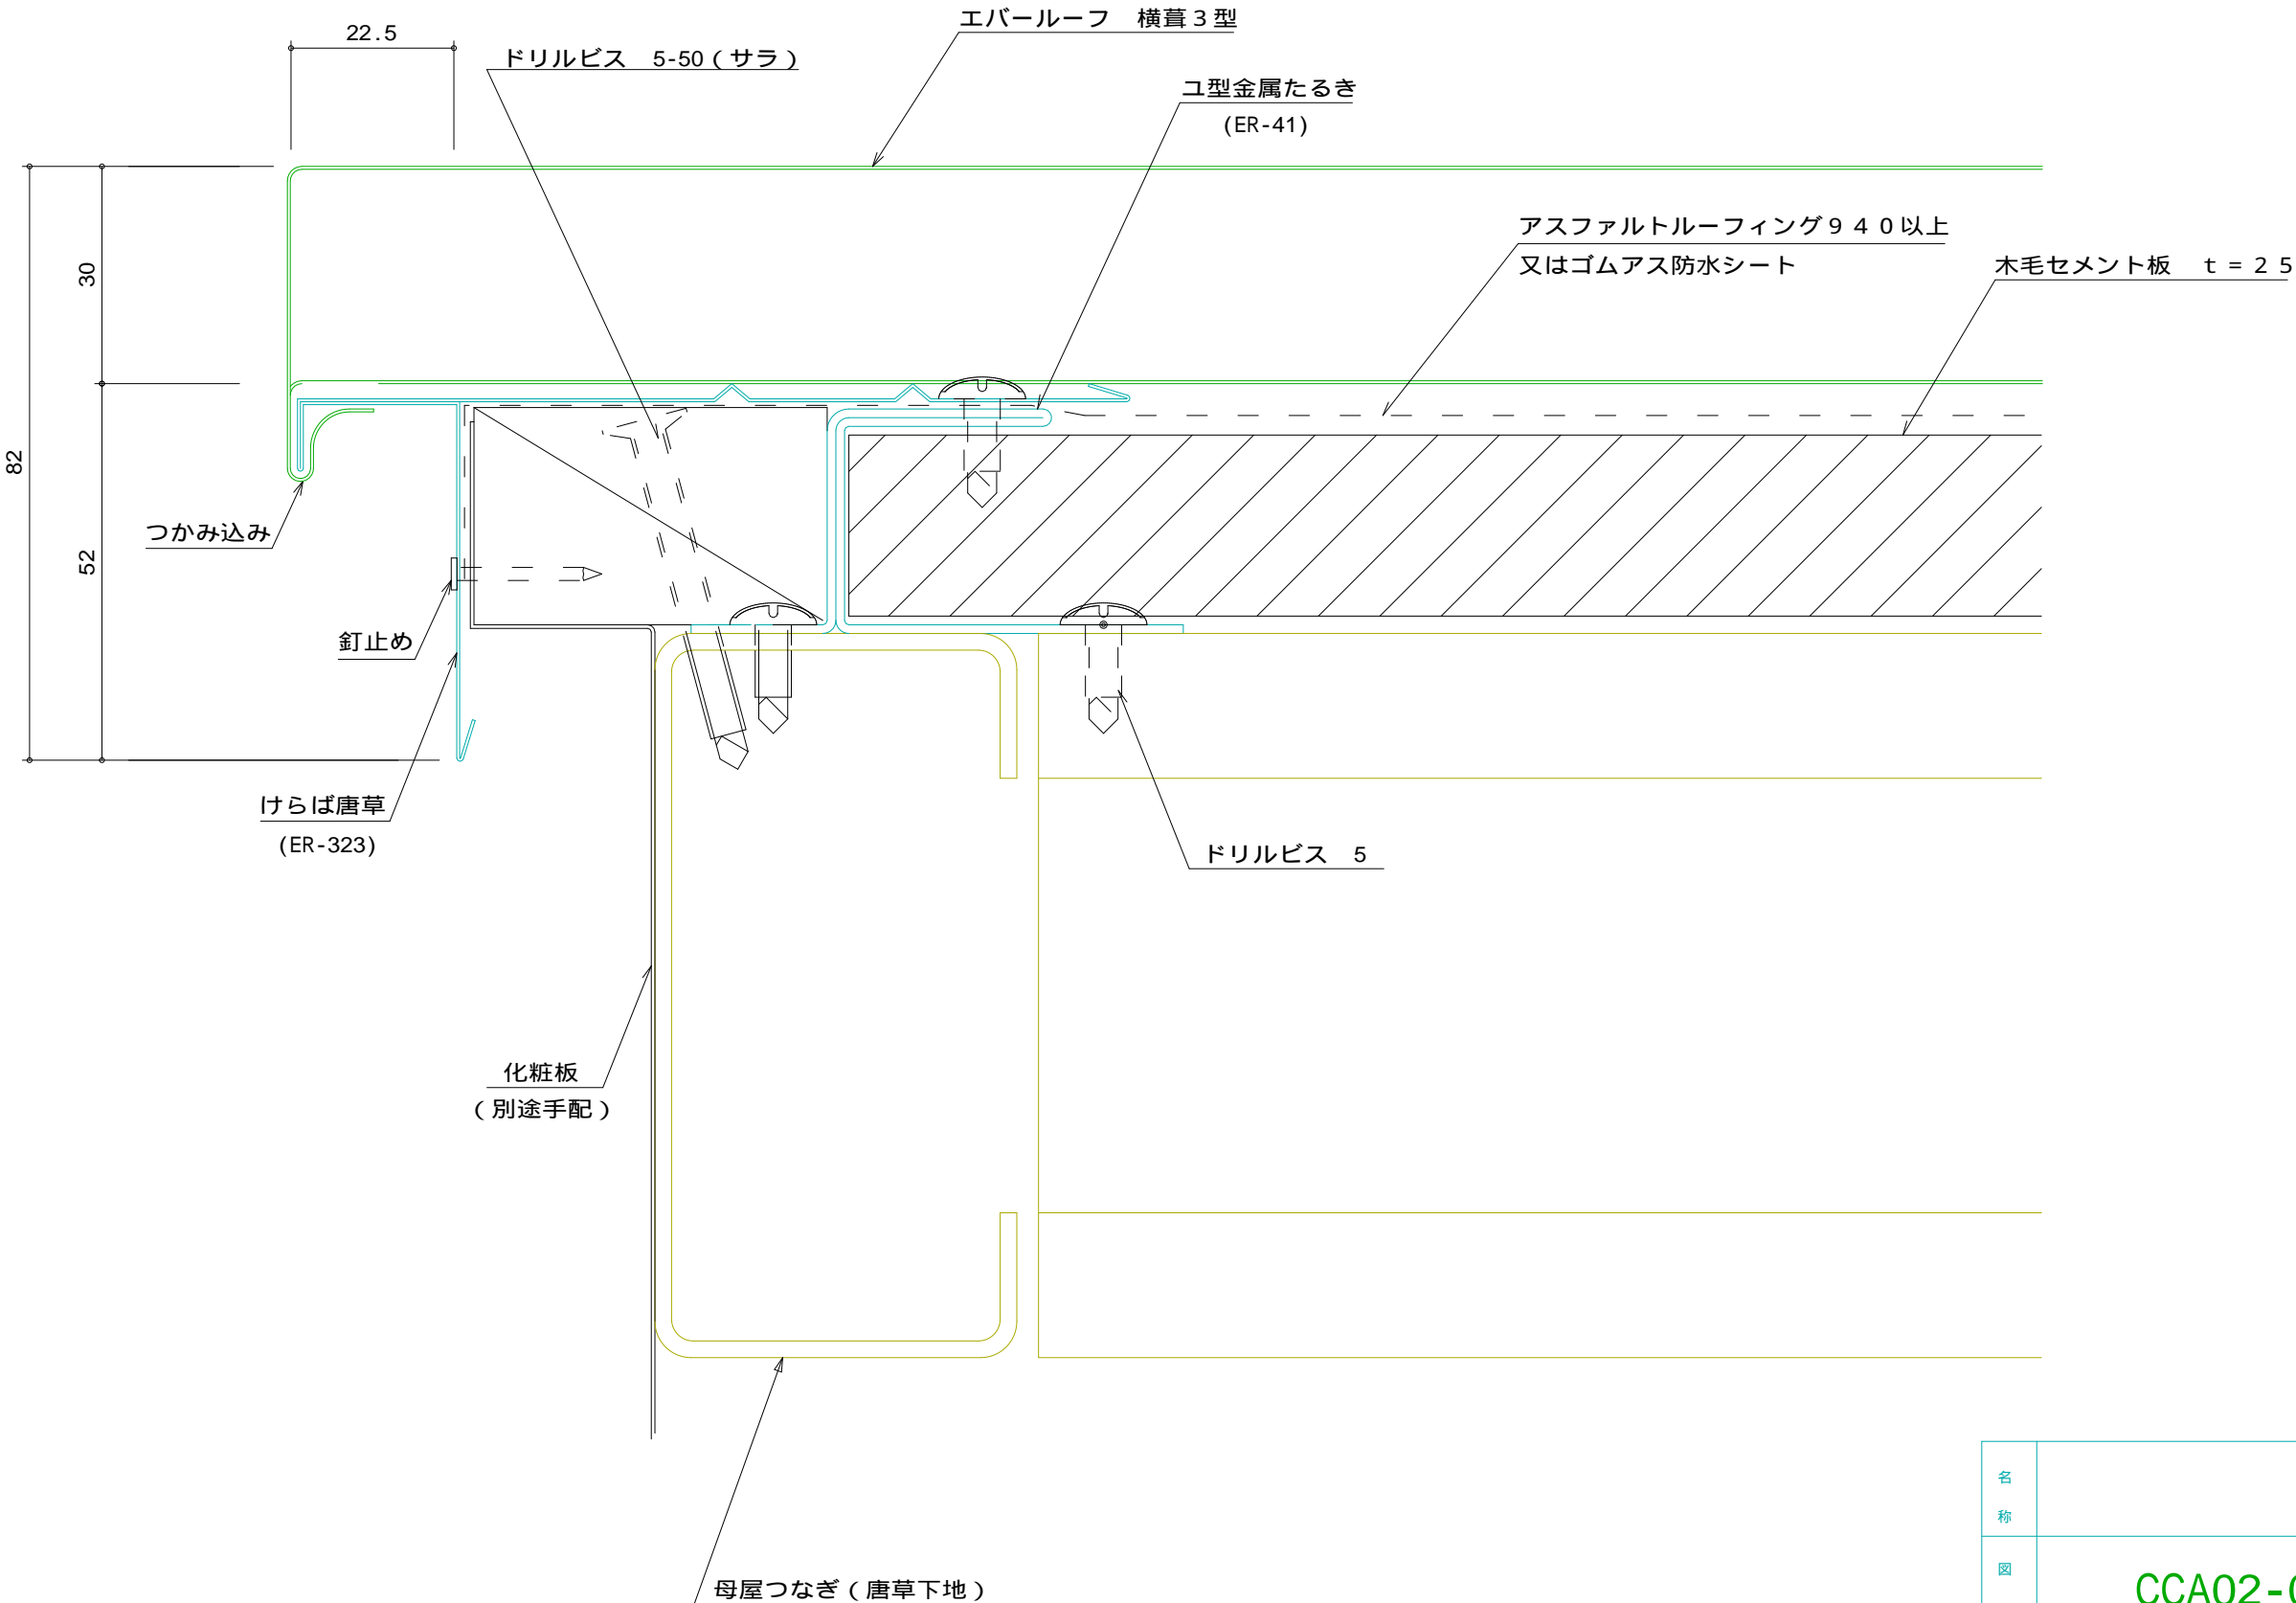 エバールーフ　横葺３型
22.5
ドリルビス　5-50（サラ）
ユ型金属たるき
(ER-41)
アスファルトルーフィング９４０以上
又はゴムアス防水シート
木毛セメント板　ｔ＝２５
30
82
52
つかみ込み
釘止め
けらば唐草
(ER-323)
ドリルビス　5
化粧板
（別途手配）
母屋つなぎ（唐草下地）
名
称
図
CCA02-